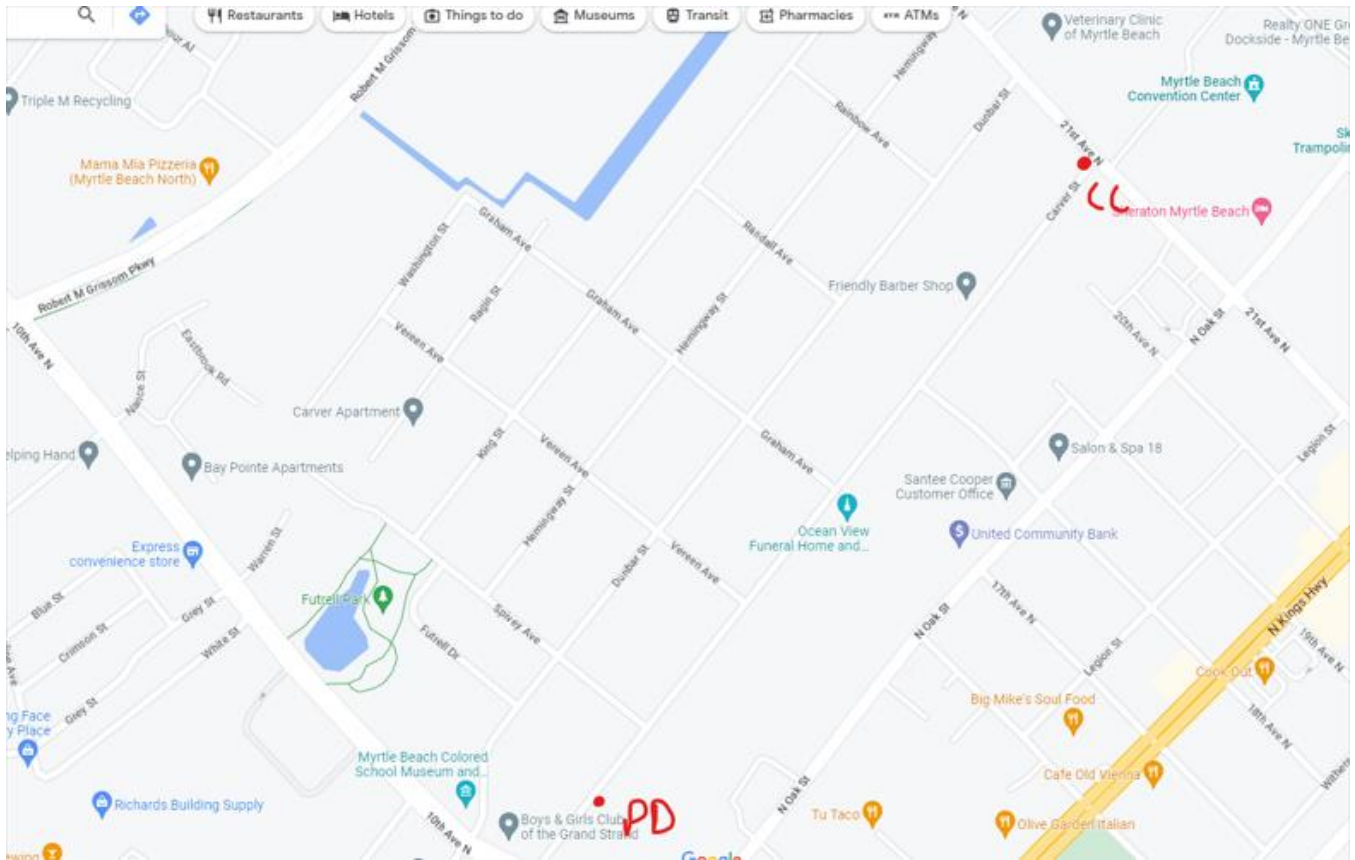 Restaurants
Hotels
Things to do
Museums
Transit
Pharmacies
ATMs
Veterinary Clinic
of Myrtle Beach
Realty ONE
Dockside - Myrtle
Triple M Recycling
Robert M Grissom
Hemingway
Rainbow Ave
Dunbar St
21st Ave N
Myrtle Beach
Convention Center
Mama Mia Pizzeria
(Myrtle Beach North)
Carver St
CC
Sheraton Myrtle Beach
Washington St
Graham Ave
Randall Ave
Friendly Barber Shop
Robert M Grissom Pkwy
Ragin St
Graham Ave
Hemingway St
20th Ave N
N Oak St
21st Ave N
10th Ave N
Eastbrook Rd
Vereen Ave
Nance St
Carver Apartment
King St
Vereen Ave
Graham Ave
Salon & Spa 18
Legion St
Helping Hand
Bay Pointe Apartments
Santee Cooper
Customer Office
Hemingway St
Ocean View
Funeral Home and...
United Community Bank
Express
convenience store
Warren St
Dunbar St
Vereen Ave
Blue St
Grey St
Futrell Park
Spivey Ave
17th Ave N
N Kings Hwy
Crimson St
White St
Futrell Dr
N Oak St
Legion St
19th Ave N
Cook Out
Grey St
Big Mike's Soul Food
18th Ave N
Myrtle Beach Colored
School Museum and...
Cafe Old Vienna
Richards Building Supply
10th Ave N
Boys & Girls Club
of the Grand Strand
PD
N Oak St
Tu Taco
Olive Garden Italian
Google